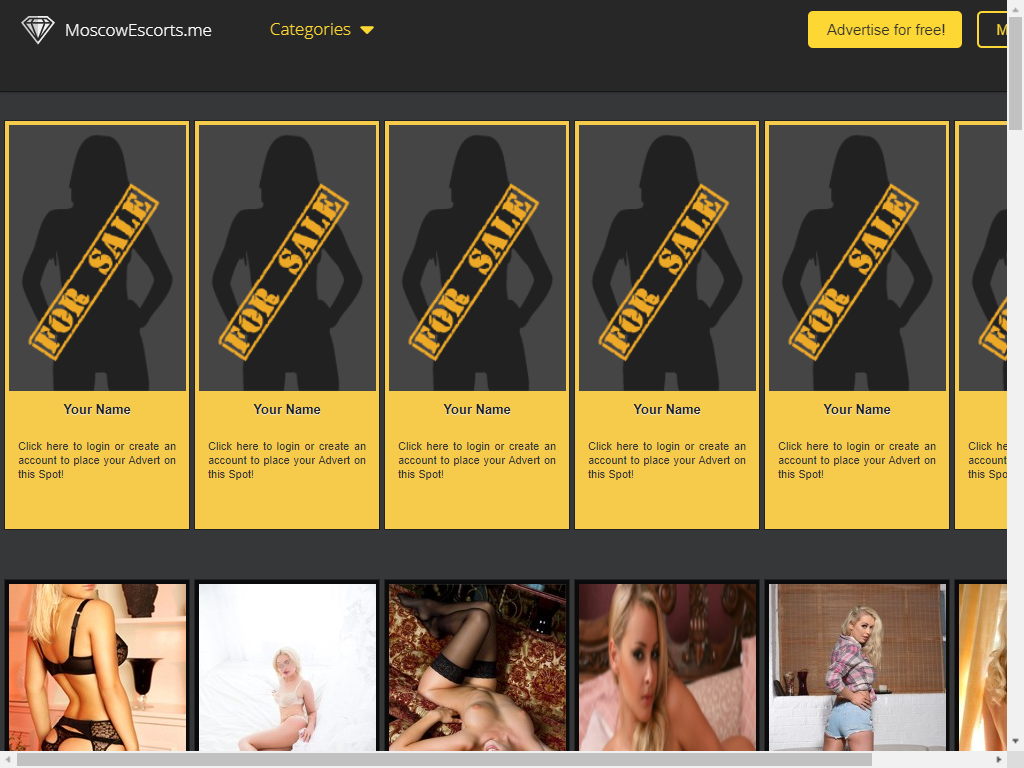 MoscowEscorts.me
Categories
Advertise for free!
M
FOR SALE
FOR SALE
FOR SALE
FOR SALE
FOR SALE
Your Name
Your Name
Your Name
Your Name
Your Name
Click here to login or create an
account to place your Advert on
this Spot!
Click here to login or create an
account to place your Advert on
this Spot!
Click here to login or create an
account to place your Advert on
this Spot!
Click here to login or create an
account to place your Advert on
this Spot!
Click here to login or create an
account to place your Advert on
this Spot!
Click he
account
this Spo